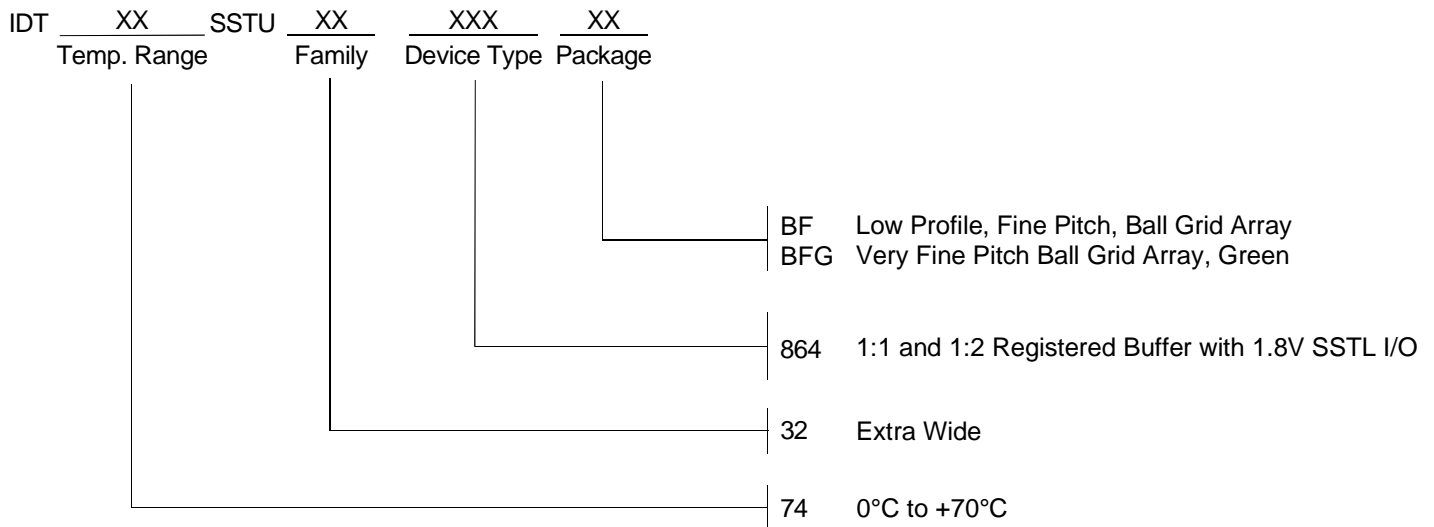 IDT XX SSTU XX XXX XX
Temp. Range Family Device Type Package
BF Low Profile, Fine Pitch, Ball Grid Array
BFG Very Fine Pitch Ball Grid Array, Green
864 1:1 and 1:2 Registered Buffer with 1.8V SSTL I/O
32 Extra Wide
74 0°C to +70°C